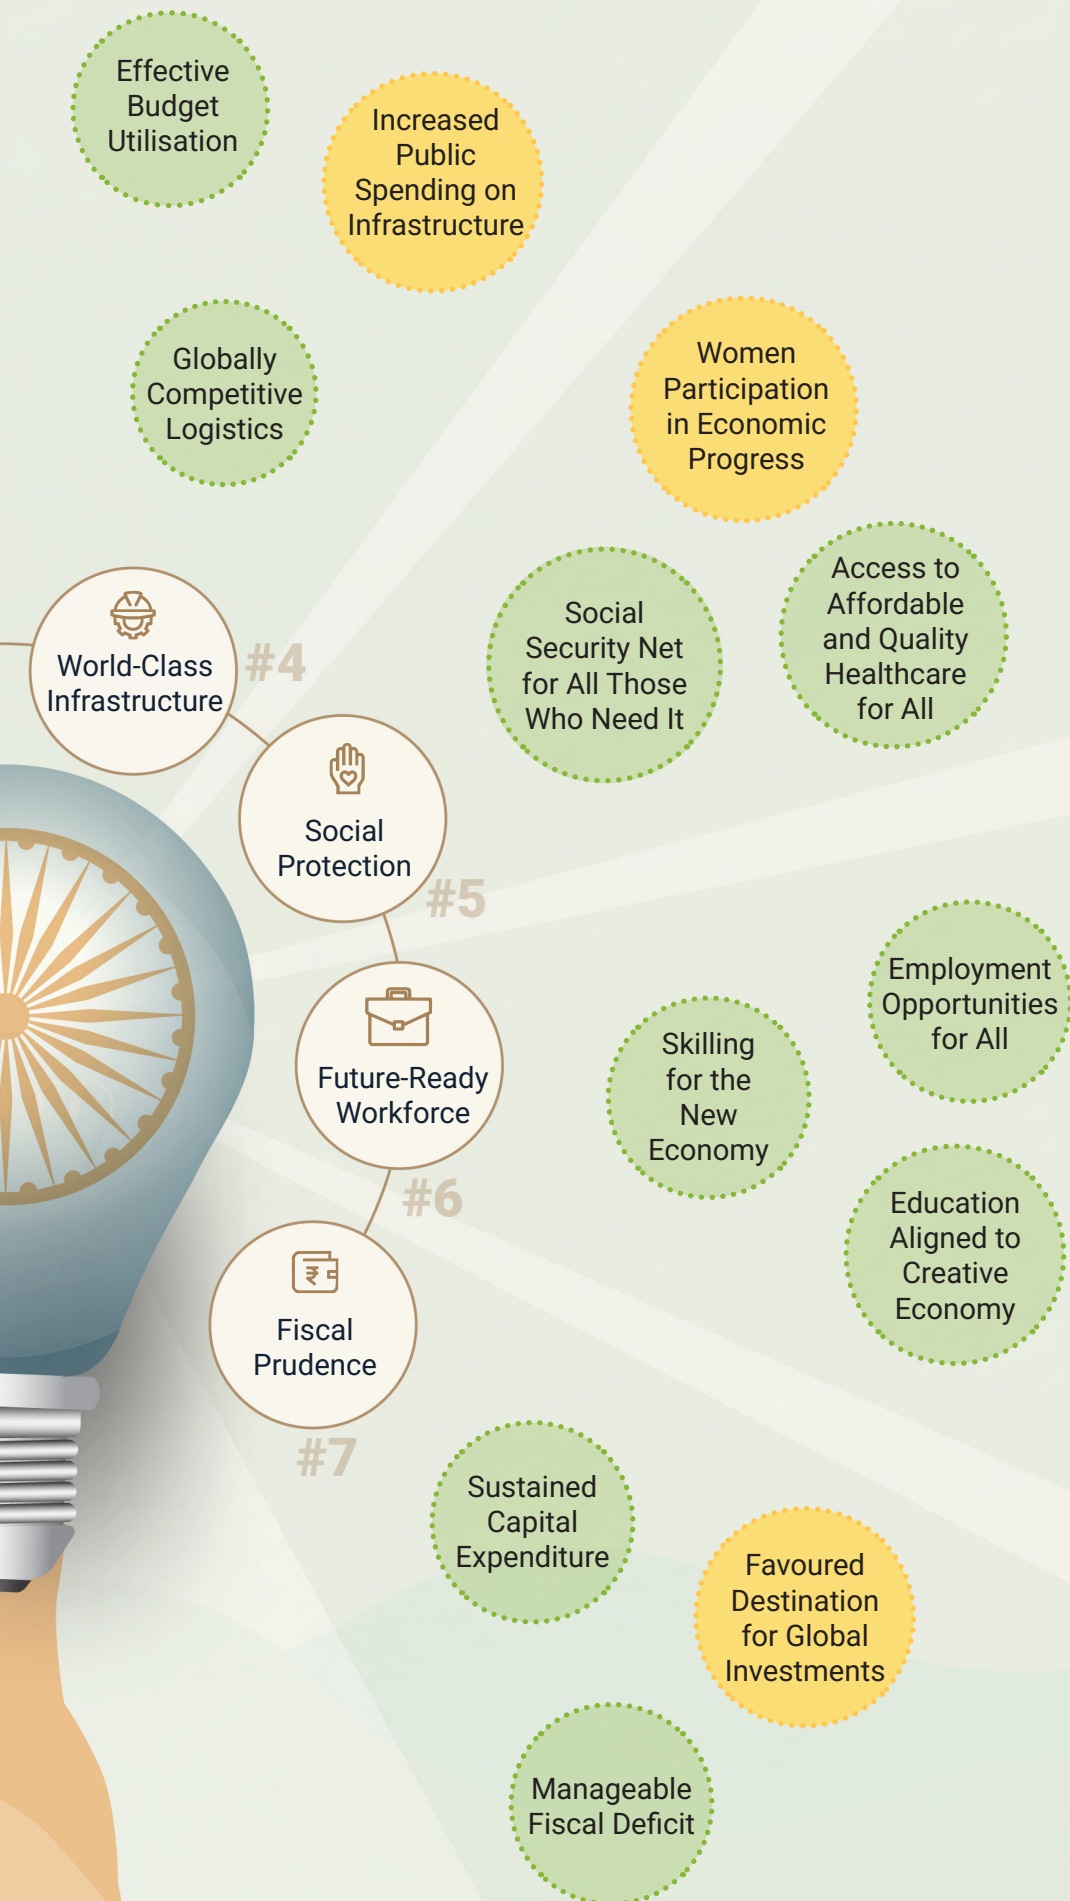 Effective
Budget
Utilisation
Increased
Public
Spending on
Infrastructure
Globally
Competitive
Logistics
Women
Participation
in Economic
Progress
Social
Security Net
for All Those
Who Need It
Access to
Affordable
and Quality
Healthcare
for All
World-Class
Infrastructure
#4
Social
Protection
#5
Employment
Opportunities
for All
Skilling
for the
New
Economy
Future-Ready
Workforce
#6
Education
Aligned to
Creative
Economy
₹
Fiscal
Prudence
#7
Sustained
Capital
Expenditure
Favoured
Destination
for Global
Investments
Manageable
Fiscal Deficit